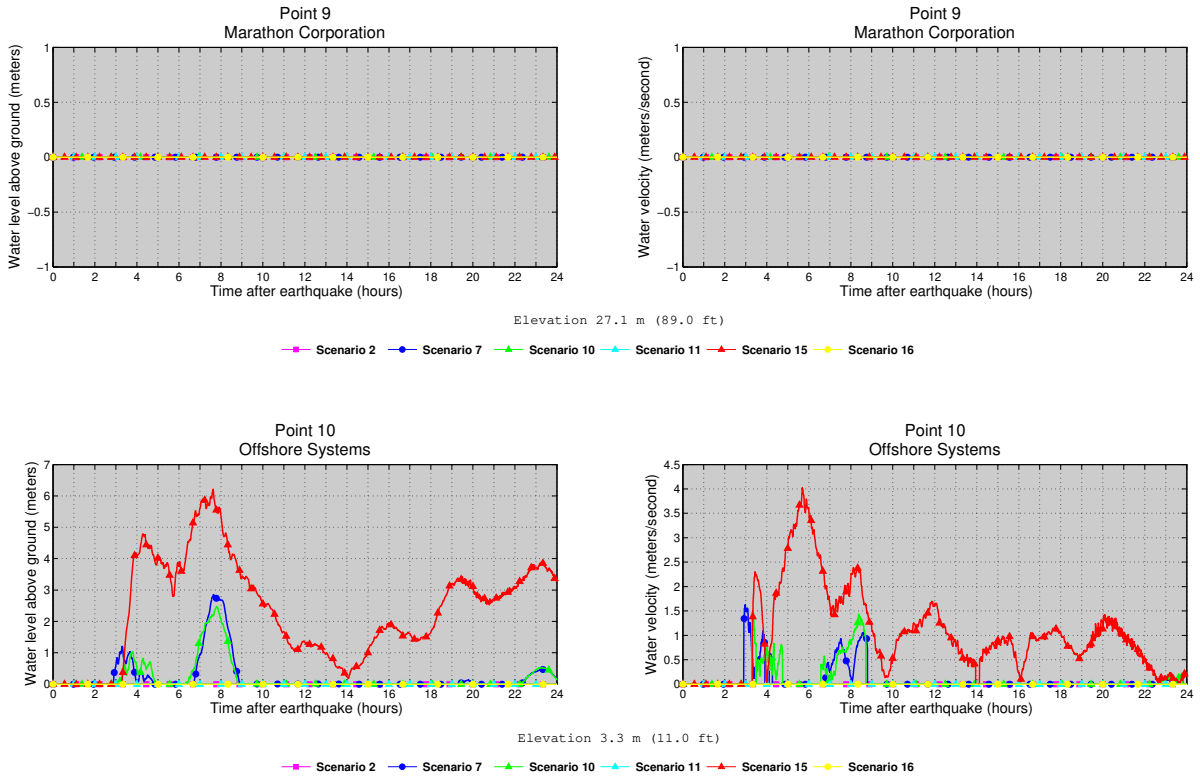 Point 9
Marathon Corporation
Water level above ground (meters)
1
0.5
0
−0.5
−1
0 2 4 6 8 10 12 14 16 18 20 22 24
Time after earthquake (hours)
Point 9
Marathon Corporation
Water velocity (meters/second)
1
0.5
0
−0.5
−1
0 2 4 6 8 10 12 14 16 18 20 22 24
Time after earthquake (hours)
Elevation 27.1 m (89.0 ft)
Scenario 2 Scenario 7 Scenario 10 Scenario 11 Scenario 15 Scenario 16
Point 10
Offshore Systems
Water level above ground (meters)
7
6
5
4
3
2
1
0
0 2 4 6 8 10 12 14 16 18 20 22 24
Time after earthquake (hours)
Point 10
Offshore Systems
Water velocity (meters/second)
4.5
4
3.5
3
2.5
2
1.5
1
0.5
0
0 2 4 6 8 10 12 14 16 18 20 22 24
Time after earthquake (hours)
Elevation 3.3 m (11.0 ft)
Scenario 2 Scenario 7 Scenario 10 Scenario 11 Scenario 15 Scenario 16